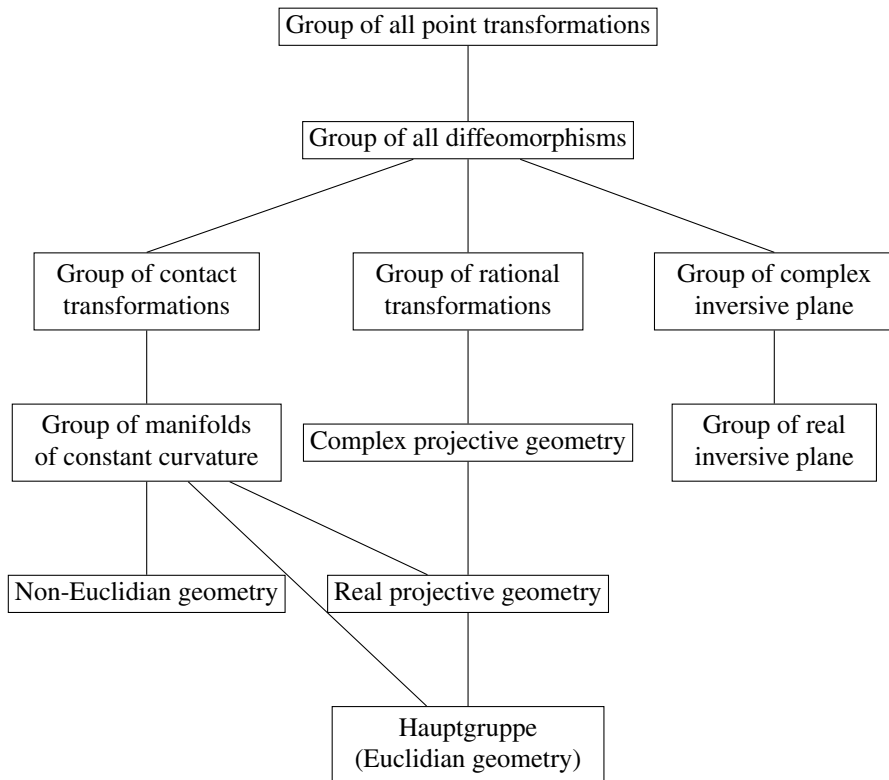 Group of all point transformations
Group of all diffeomorphisms
Group of contact
transformations
Group of rational
transformations
Group of complex
inversive plane
Group of manifolds
of constant curvature
Complex projective geometry
Group of real
inversive plane
Non-Euclidian geometry
Real projective geometry
Hauptgruppe
(Euclidian geometry)